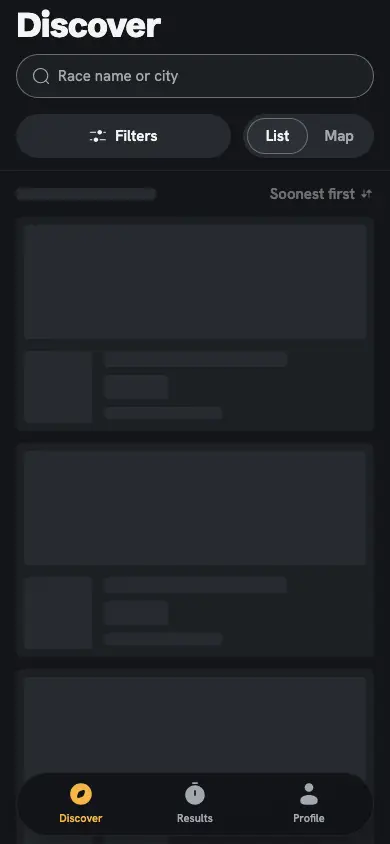 Discover
Race name or city
Filters
List
Map
Soonest first
Discover
Results
Profile